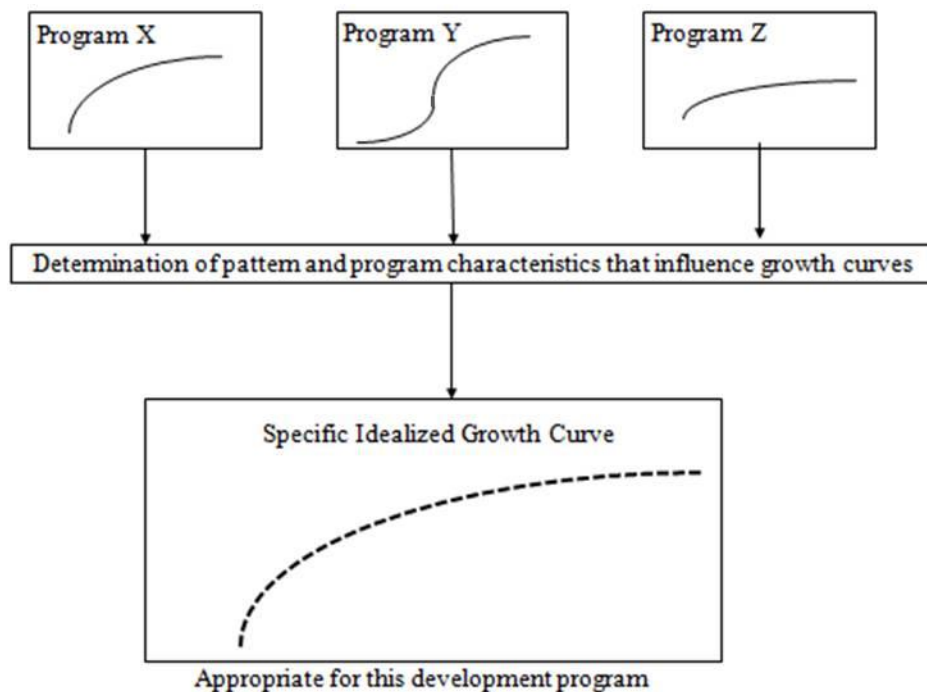 Program X
Program Y
Program Z
Determination of pattern and program characteristics that influence growth curves
Specific Idealized Growth Curve
Appropriate for this development program